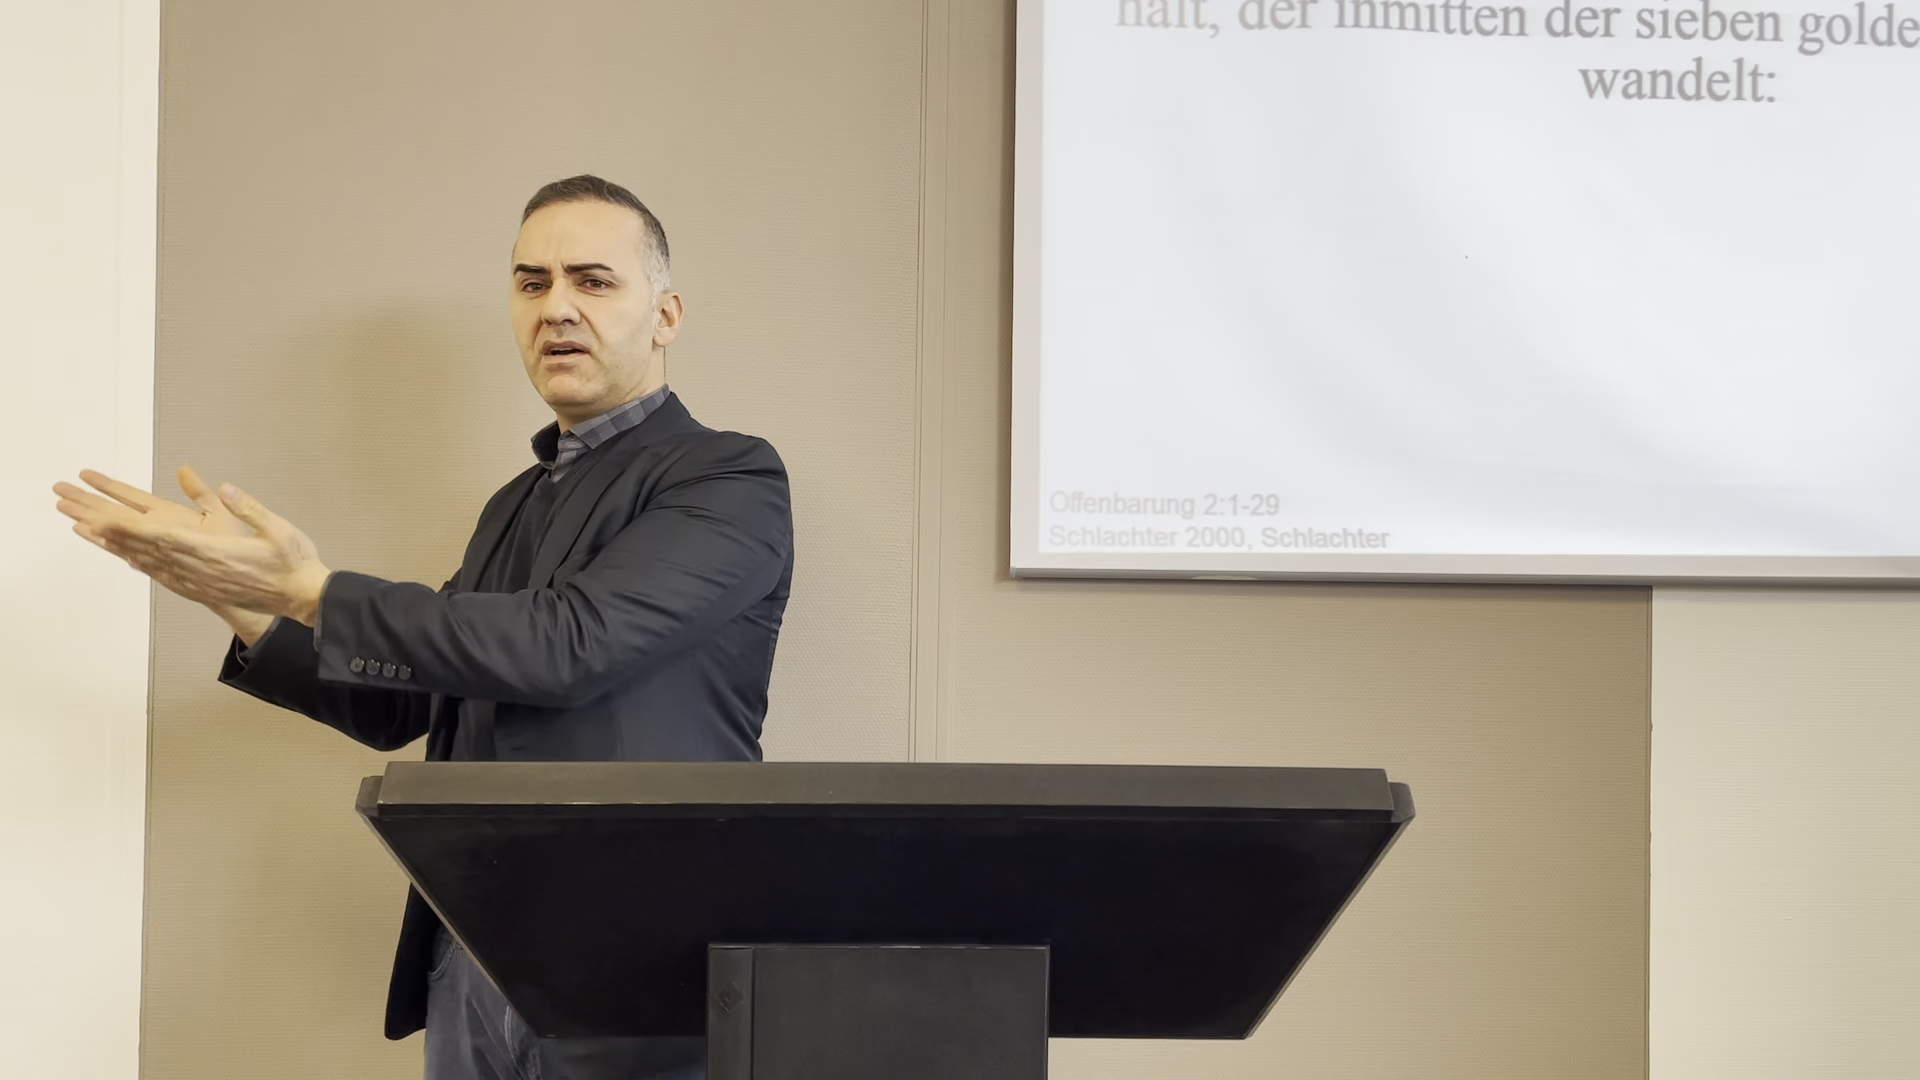 hält, der inmitten der sieben golde
wandelt:
Offenbarung 2:1-29
Schlachter 2000, Schlachter